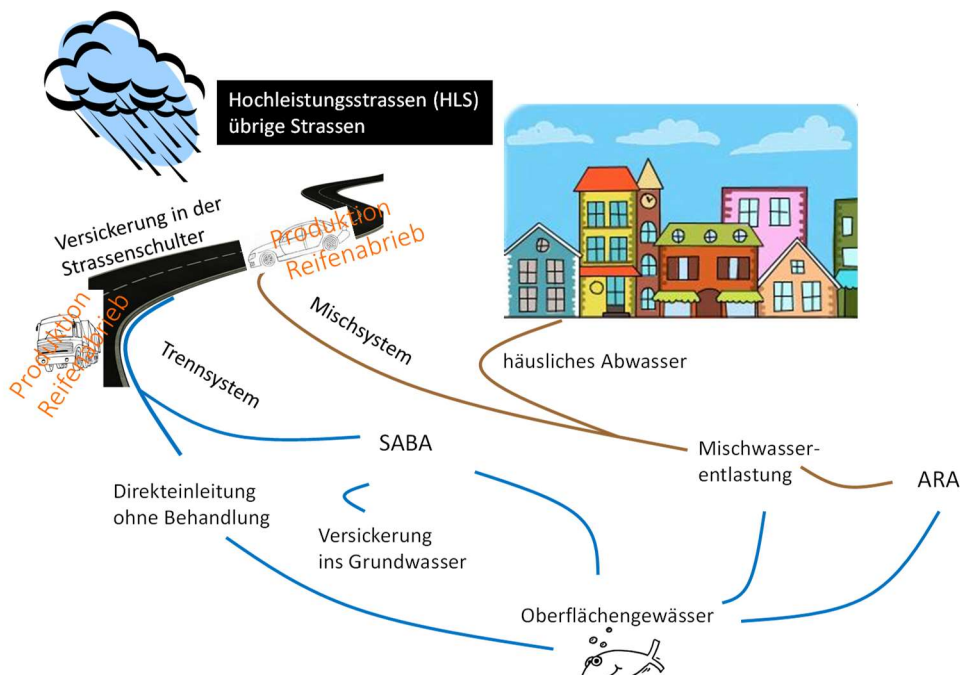 Hochleistungsstrassen (HLS)
übrige Strassen
Versickerung in der
Strassenschulter
Produktion
Reifenabrieb
Produktion
Reifenabrieb
Mischsystem
Trennsystem
häusliches Abwasser
SABA
Mischwasser-
entlastung
ARA
Direkteinleitung
ohne Behandlung
Versickerung
ins Grundwasser
Oberflächengewässer